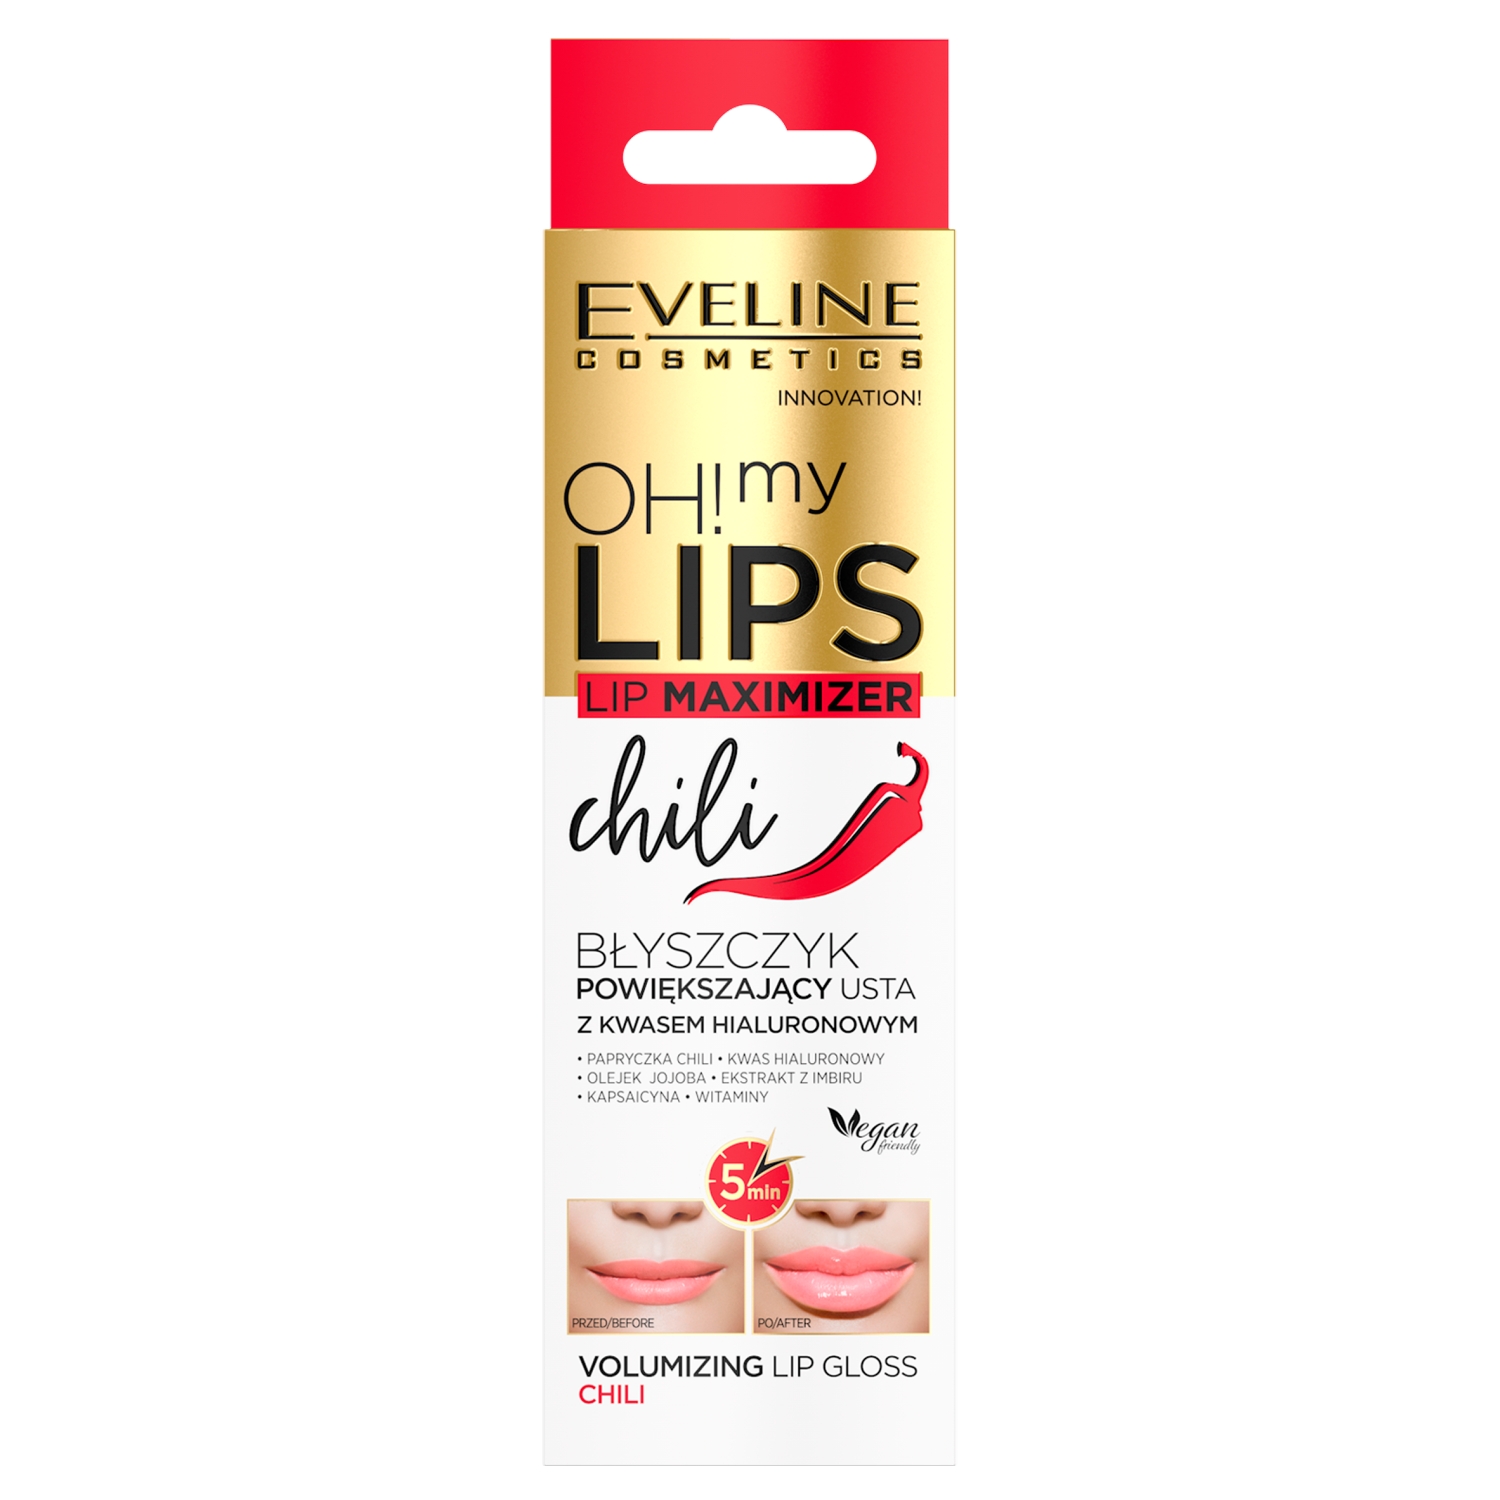 EVELINE
COSMETICS
INNOVATION!
OH! my
LIPS
LIP MAXIMIZER
chili
BŁYSZCZYK
POWIĘKSZAJĄCY USTA
Z KWASEM HIALURONOWYM
• PAPRYCZKA CHILI • KWAS HIALURONOWY
• OLEJEK JOJOBA • EKSTRAKT Z IMBIRU
• KAPSAICYNA • WITAMINY
Vegan
friendly
5 min
PRZED/BEFORE
PO/AFTER
VOLUMIZING LIP GLOSS
CHILI